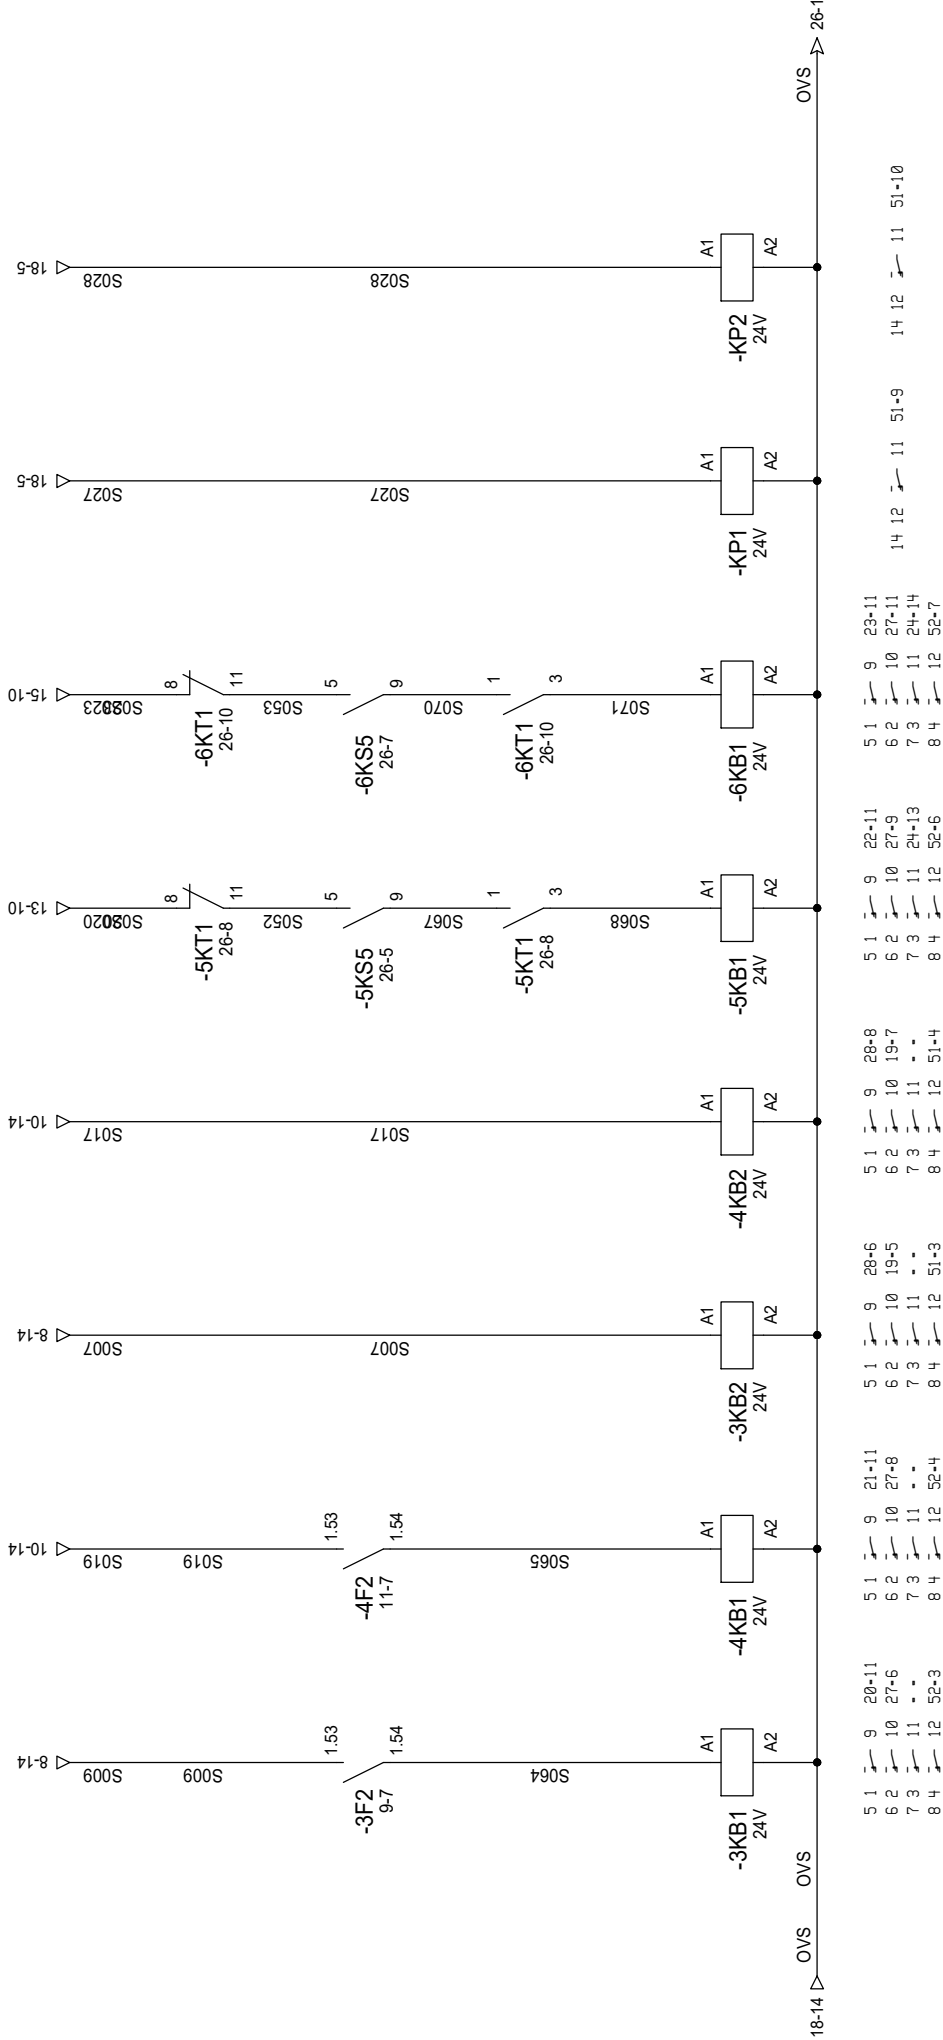 18-14
0VS
0VS
8-14
S009
S009
-3F2
9-7
1.53
1.54
S064
-3KB1
24V
A1
A2
5 1 9 20-11
6 2 10 27-6
7 3 11 - -
8 4 12 52-3
10-14
S019
S019
-4F2
11-7
1.53
1.54
S065
-4KB1
24V
A1
A2
5 1 9 21-11
6 2 10 27-8
7 3 11 - -
8 4 12 52-4
8-14
S007
S007
-3KB2
24V
A1
A2
5 1 9 28-6
6 2 10 19-5
7 3 11 - -
8 4 12 51-3
10-14
S017
S017
-4KB2
24V
A1
A2
5 1 9 28-8
6 2 10 19-7
7 3 11 - -
8 4 12 51-4
13-10
S020
S020
-5KT1
26-8
8
11
S052
-5KS5
26-5
5
9
S067
-5KT1
26-8
1
3
S068
-5KB1
24V
A1
A2
5 1 9 22-11
6 2 10 27-9
7 3 11 24-13
8 4 12 52-6
15-10
S023
S023
-6KT1
26-10
8
11
S053
-6KS5
26-7
5
9
S070
-6KT1
26-10
1
3
S071
-6KB1
24V
A1
A2
5 1 9 23-11
6 2 10 27-11
7 3 11 24-14
8 4 12 52-7
18-5
S027
S027
-KP1
24V
A1
A2
14 12 11 51-9
18-5
S028
S028
-KP2
24V
A1
A2
14 12 11 51-10
0VS
26-1